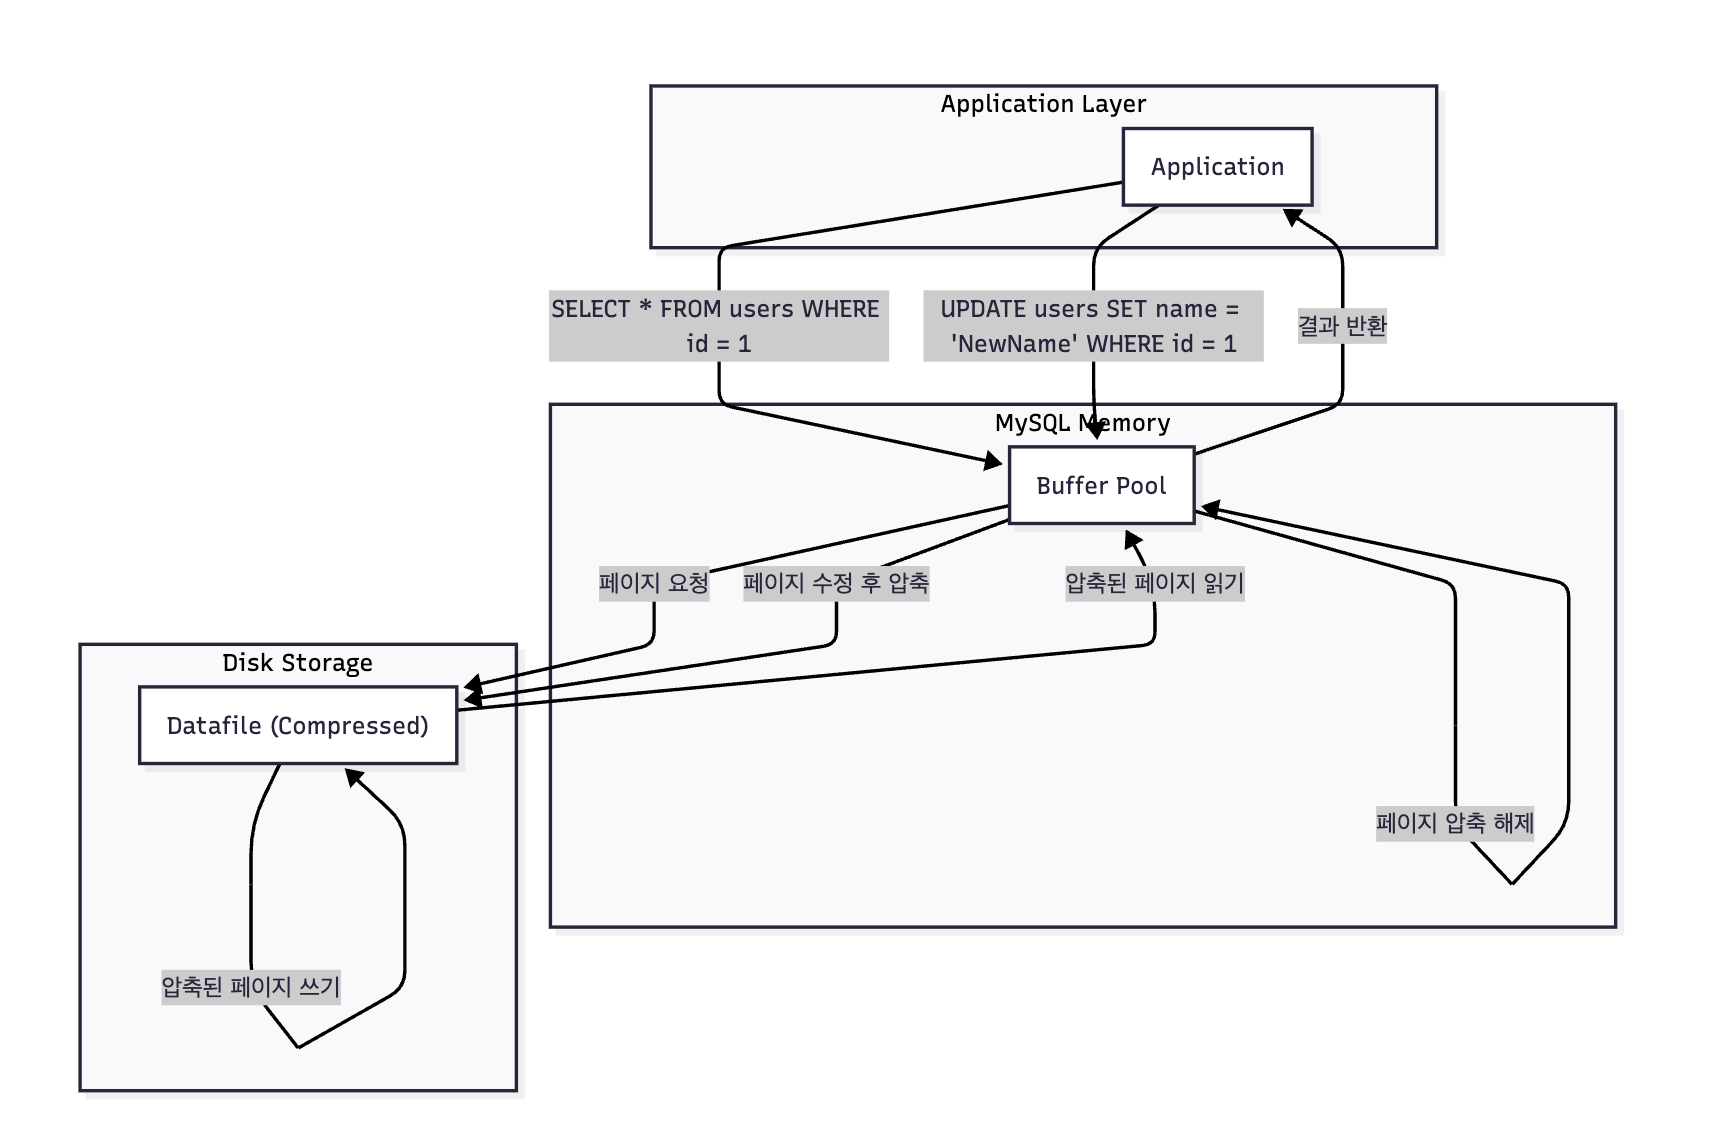 Application Layer
Application
SELECT * FROM users WHERE
id = 1
UPDATE users SET name =
'NewName' WHERE id = 1
결과 반환
MySQL Memory
Buffer Pool
페이지 요청
페이지 수정 후 압축
압축된 페이지 읽기
Disk Storage
Datafile (Compressed)
페이지 압축 해제
압축된 페이지 쓰기